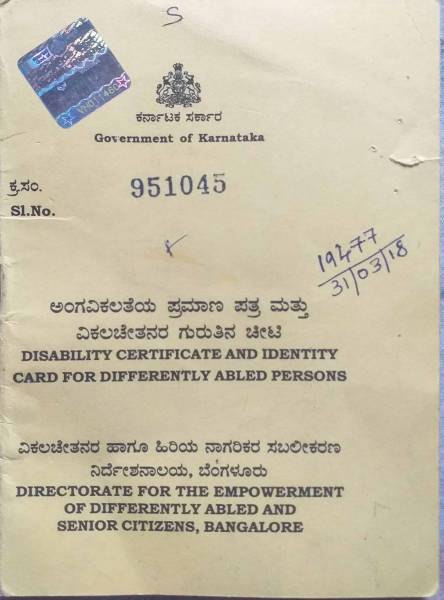 S
ಕರ್ನಾಟಕ ಸರ್ಕಾರ
Government of Karnataka
ಕ್ರ.ಸಂ.
951045
Sl.No.
19477
31/03/18
ಅಂಗವಿಕಲತೆಯ ಪ್ರಮಾಣ ಪತ್ರ ಮತ್ತು
ವಿಕಲಚೇತನರ ಗುರುತಿನ ಚೀಟಿ
DISABILITY CERTIFICATE AND IDENTITY
CARD FOR DIFFERENTLY ABLED PERSONS
ವಿಕಲಚೇತನರ ಹಾಗೂ ಹಿರಿಯ ನಾಗರಿಕರ ಸಬಲೀಕರಣ
ನಿರ್ದೇಶನಾಲಯ, ಬೆಂಗಳೂರು
DIRECTORATE FOR THE EMPOWERMENT
OF DIFFERENTLY ABLED AND
SENIOR CITIZENS, BANGALORE